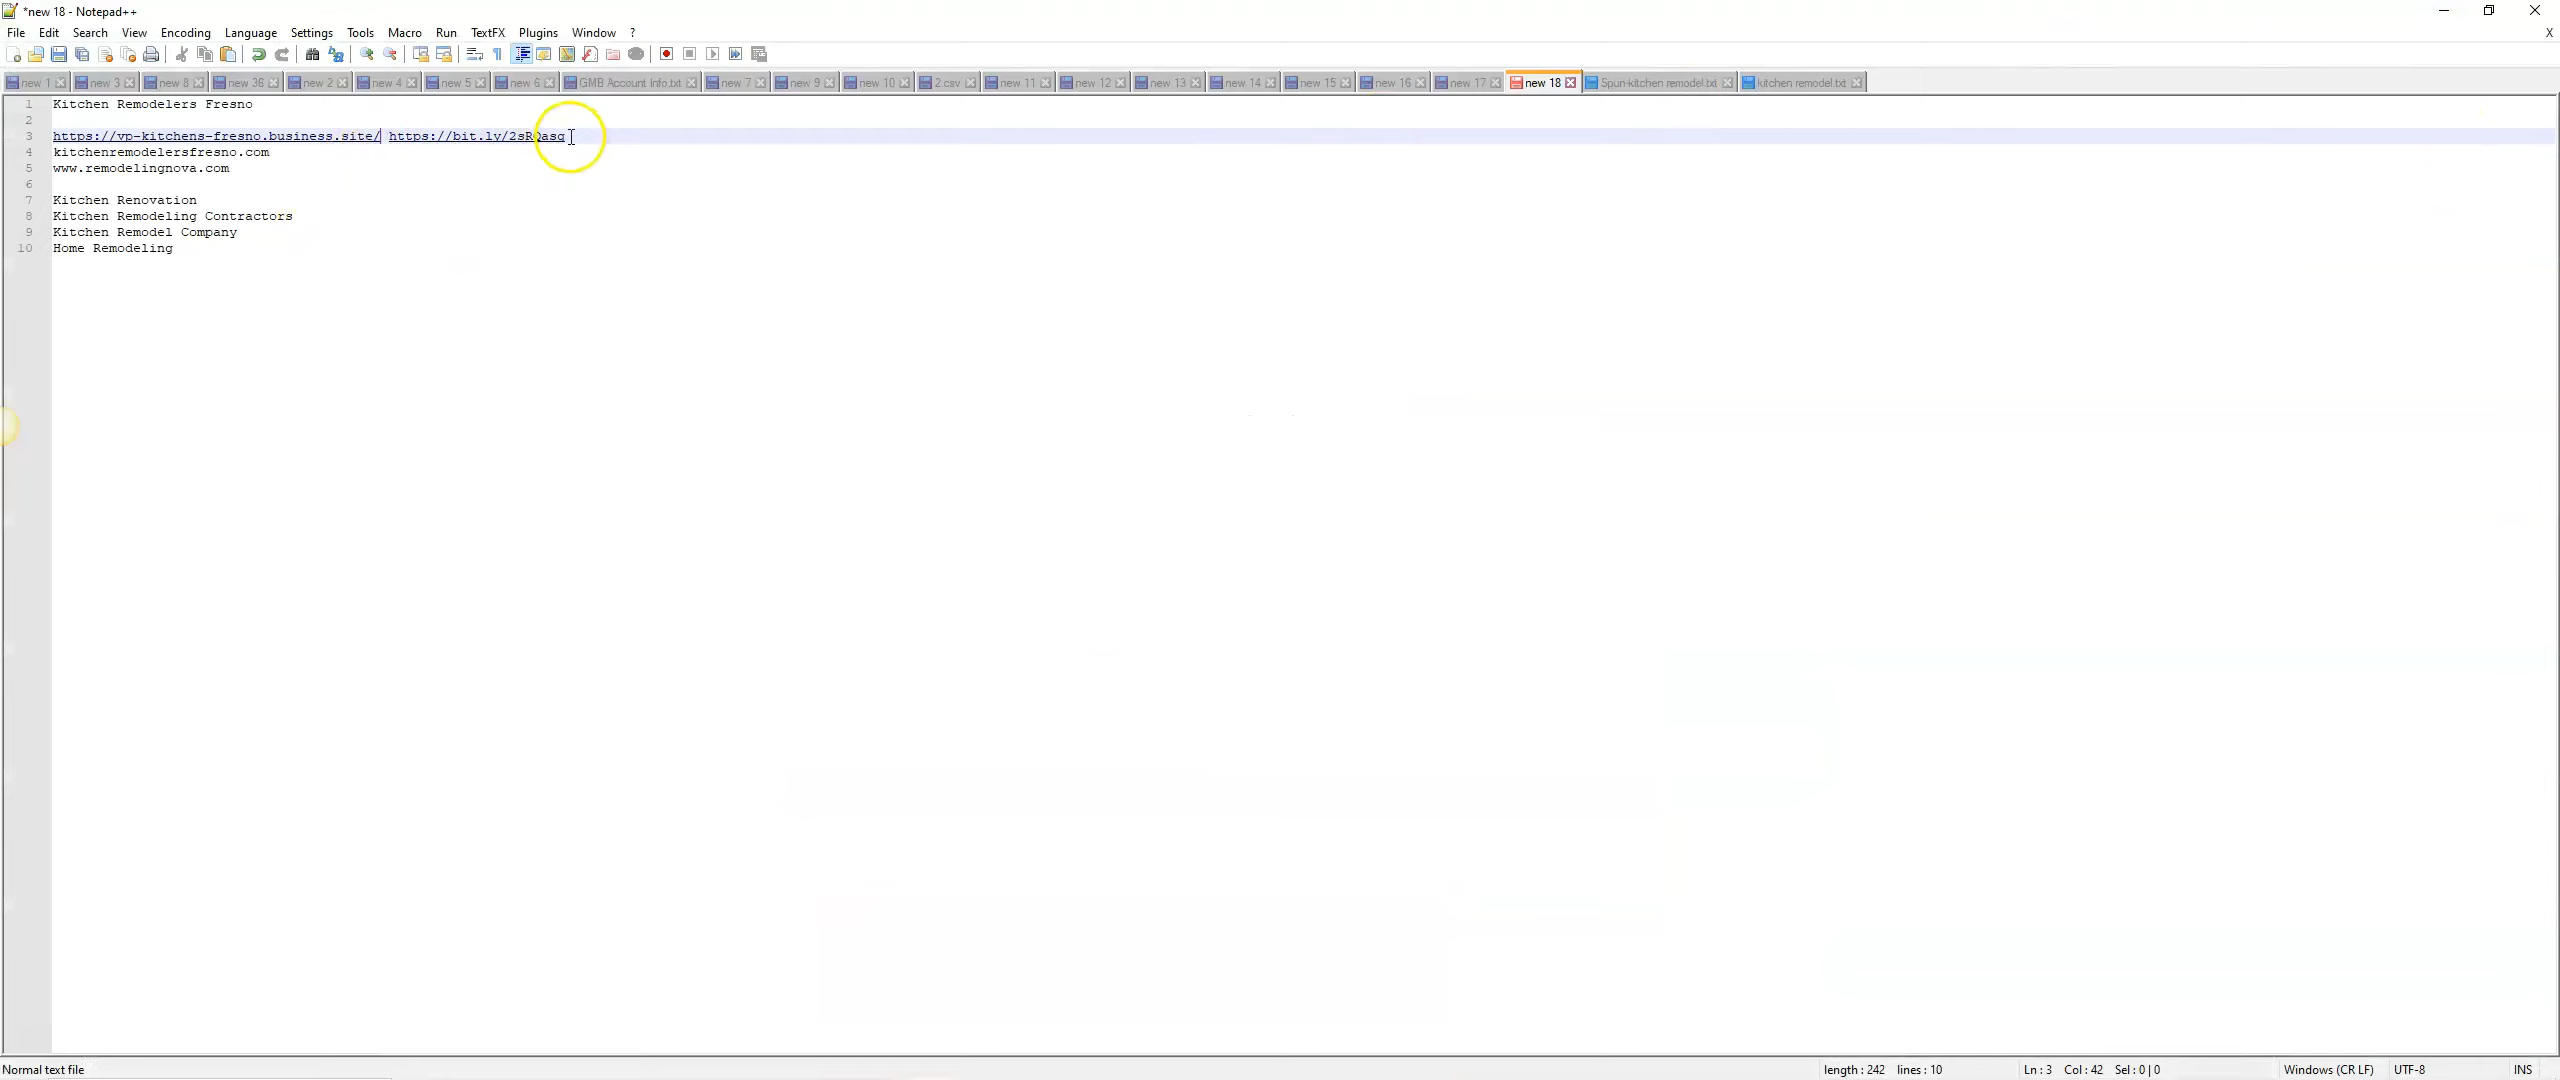 *new 18 - Notepad++
File Edit Search View Encoding Language Settings Tools Macro Run TextFX Plugins Window ? X
new 1 new 3 new 8 new 36 new 2 new 4 new 5 new 6 GMB Account Info.txt new 7 new 9 new 10 2.csv new 11 new 12 new 13 new 14 new 15 new 16 new 17 new 18 Spun-kitchen remodel.txt kitchen remodel.txt
1 Kitchen Remodelers Fresno
2
3 https://vp-kitchens-fresno.business.site/ https://bit.ly/2sRQasg
4 kitchenremodelersfresno.com
5 www.remodelingnova.com
6
7 Kitchen Renovation
8 Kitchen Remodeling Contractors
9 Kitchen Remodel Company
10 Home Remodeling
Normal text file length : 242 lines : 10 Ln : 3 Col : 42 Sel : 0 | 0 Windows (CR LF) UTF-8 INS